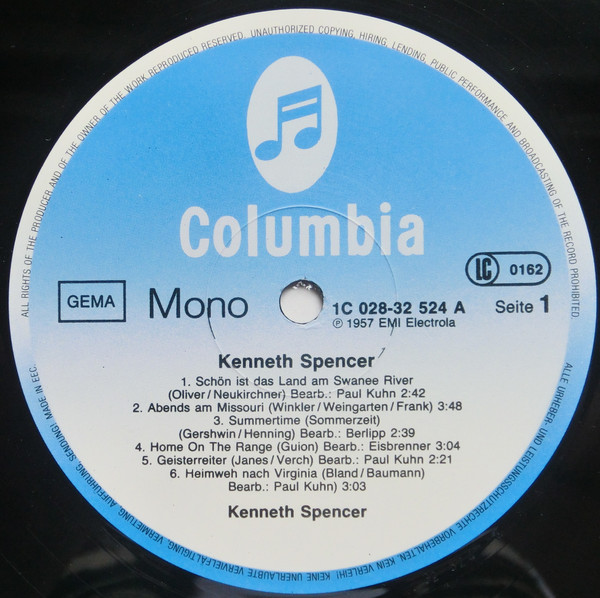 ALL RIGHTS OF THE PRODUCER AND OF THE OWNER OF THE WORK REPRODUCED RESERVED. UNAUTHORIZED COPYING, HIRING, LENDING, PUBLIC PERFORMANCE AND BROADCASTING OF THE RECORD PROHIBITED.
Columbia
GEMA
Mono
1C 028-32 524 A
℗ 1957 EMI Electrola
LC 0162
Seite 1
Kenneth Spencer
1. Schön ist das Land am Swanee River
(Oliver/Neukirchner) Bearb.: Paul Kuhn 2:42
2. Abends am Missouri (Winkler/Weingarten/Frank) 3:48
3. Summertime (Sommerzeit)
(Gershwin/Henning) Bearb.: Berlipp 2:39
4. Home On The Range (Guion) Bearb.: Eisbrenner 3:04
5. Geisterreiter (Janes/Verch) Bearb.: Paul Kuhn 2:21
6. Heimweh nach Virginia (Bland/Baumann)
Bearb.: Paul Kuhn) 3:03
Kenneth Spencer
ALLE URHEBER- UND LEISTUNGSSCHUTZRECHTE VORBEHALTEN. KEIN VERLEIH! KEINE UNERLAUBTE VERVIELFÄLTIGUNG, VERMIETUNG, AUFFÜHRUNG, SENDUNG! MADE IN EEC.